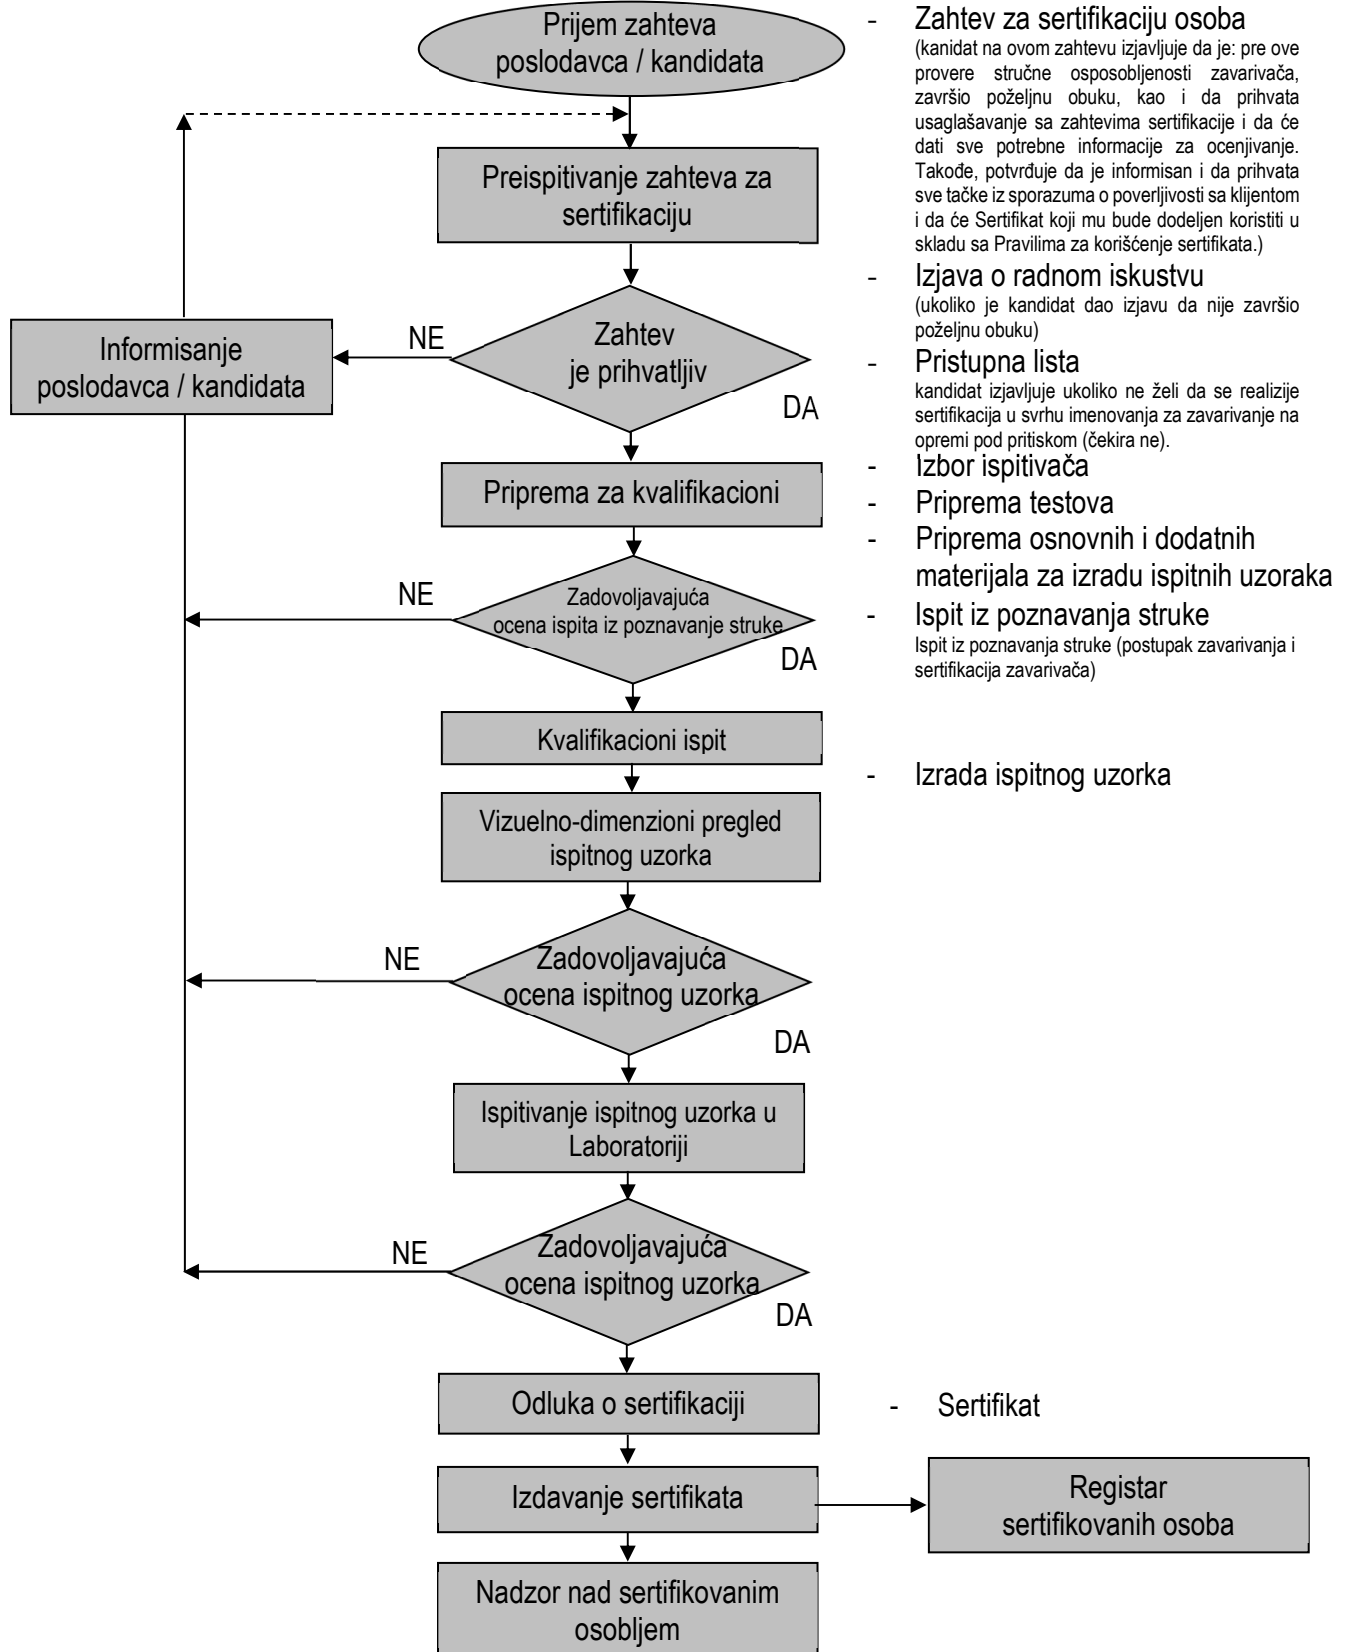 Prijem zahteva
poslodavca / kandidata
- Zahtev za sertifikaciju osoba
(kanidat na ovom zahtevu izjavljuje da je: pre ove
provere stručne osposobljenosti zavarivača,
završio poželjnu obuku, kao i da prihvata
usaglašavanje sa zahtevima sertifikacije i da će
dati sve potrebne informacije za ocenjivanje.
Takođe, potvrđuje da je informisan i da prihvata
sve tačke iz sporazuma o poverljivosti sa klijentom
i da će Sertifikat koji mu bude dodeljen koristiti u
skladu sa Pravilima za korišćenje sertifikata.)
Preispitivanje zahteva za
sertifikaciju
- Izjava o radnom iskustvu
(ukoliko je kandidat dao izjavu da nije završio
poželjnu obuku)
Zahtev
je prihvatljiv
NE
DA
Informisanje
poslodavca / kandidata
- Pristupna lista
kandidat izjavljuje ukoliko ne želi da se realizije
sertifikacija u svrhu imenovanja za zavarivanje na
opremi pod pritiskom (čekira ne).
- Izbor ispitivača
Priprema za kvalifikacioni
- Priprema testova
- Priprema osnovnih i dodatnih
materijala za izradu ispitnih uzoraka
Zadovoljavajuća
ocena ispita iz poznavanje struke
NE
DA
- Ispit iz poznavanja struke
Ispit iz poznavanja struke (postupak zavarivanja i
sertifikacija zavarivača)
Kvalifikacioni ispit
- Izrada ispitnog uzorka
Vizuelno-dimenzioni pregled
ispitnog uzorka
NE
Zadovoljavajuća
ocena ispitnog uzorka
DA
Ispitivanje ispitnog uzorka u
Laboratoriji
NE
Zadovoljavajuća
ocena ispitnog uzorka
DA
Odluka o sertifikaciji
- Sertifikat
Izdavanje sertifikata
Registar
sertifikovanih osoba
Nadzor nad sertifikovanim
osobljem